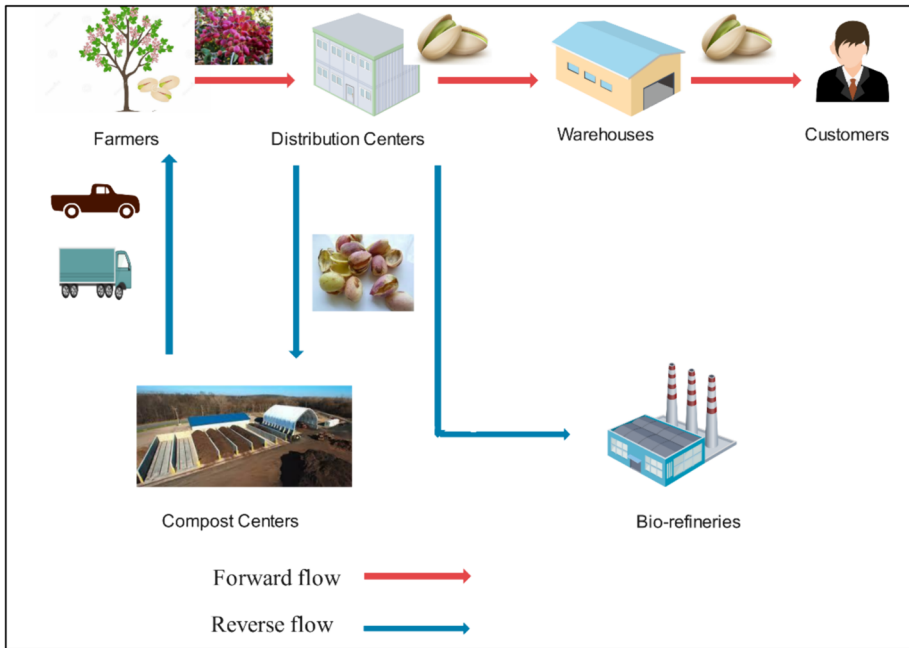 Farmers
Distribution Centers
Warehouses
Customers
Compost Centers
Bio-refineries
Forward flow
Reverse flow